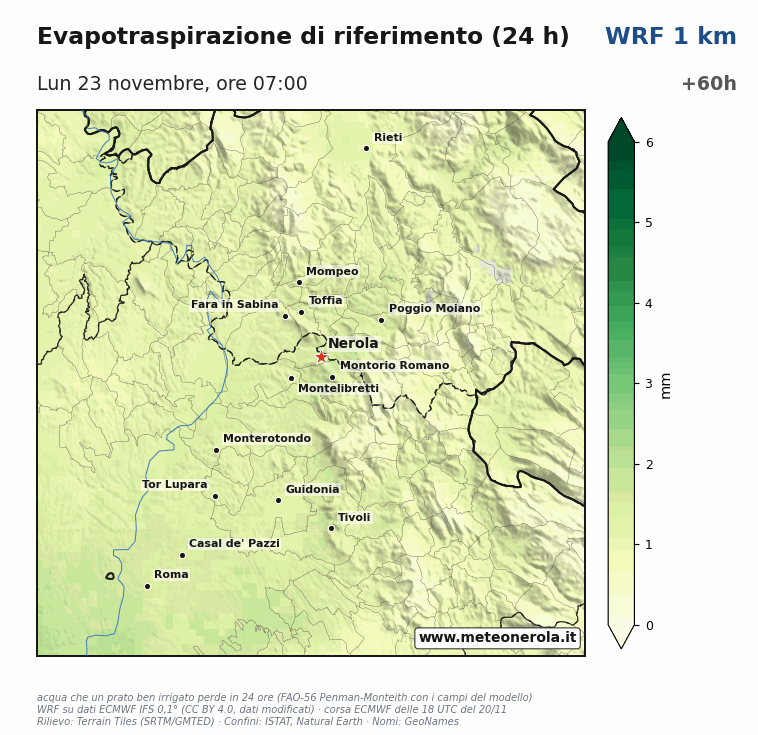 Evapotraspirazione di riferimento (24 h) WRF 1 km
Lun 23 novembre, ore 07:00 +60h
Rieti
Mompeo
Fara in Sabina
Toffia
Poggio Moiano
Nerola
Montorio Romano
Montelibretti
Monterotondo
Tor Lupara
Guidonia
Tivoli
Casal de' Pazzi
Roma
www.meteonerola.it
6
5
4
3
2
1
0
mm
acqua che un prato ben irrigato perde in 24 ore (FAO-56 Penman-Monteith con i campi del modello)
WRF su dati ECMWF IFS 0,1° (CC BY 4.0, dati modificati) · corsa ECMWF delle 18 UTC del 20/11
Rilievo: Terrain Tiles (SRTM/GMTED) · Confini: ISTAT, Natural Earth · Nomi: GeoNames